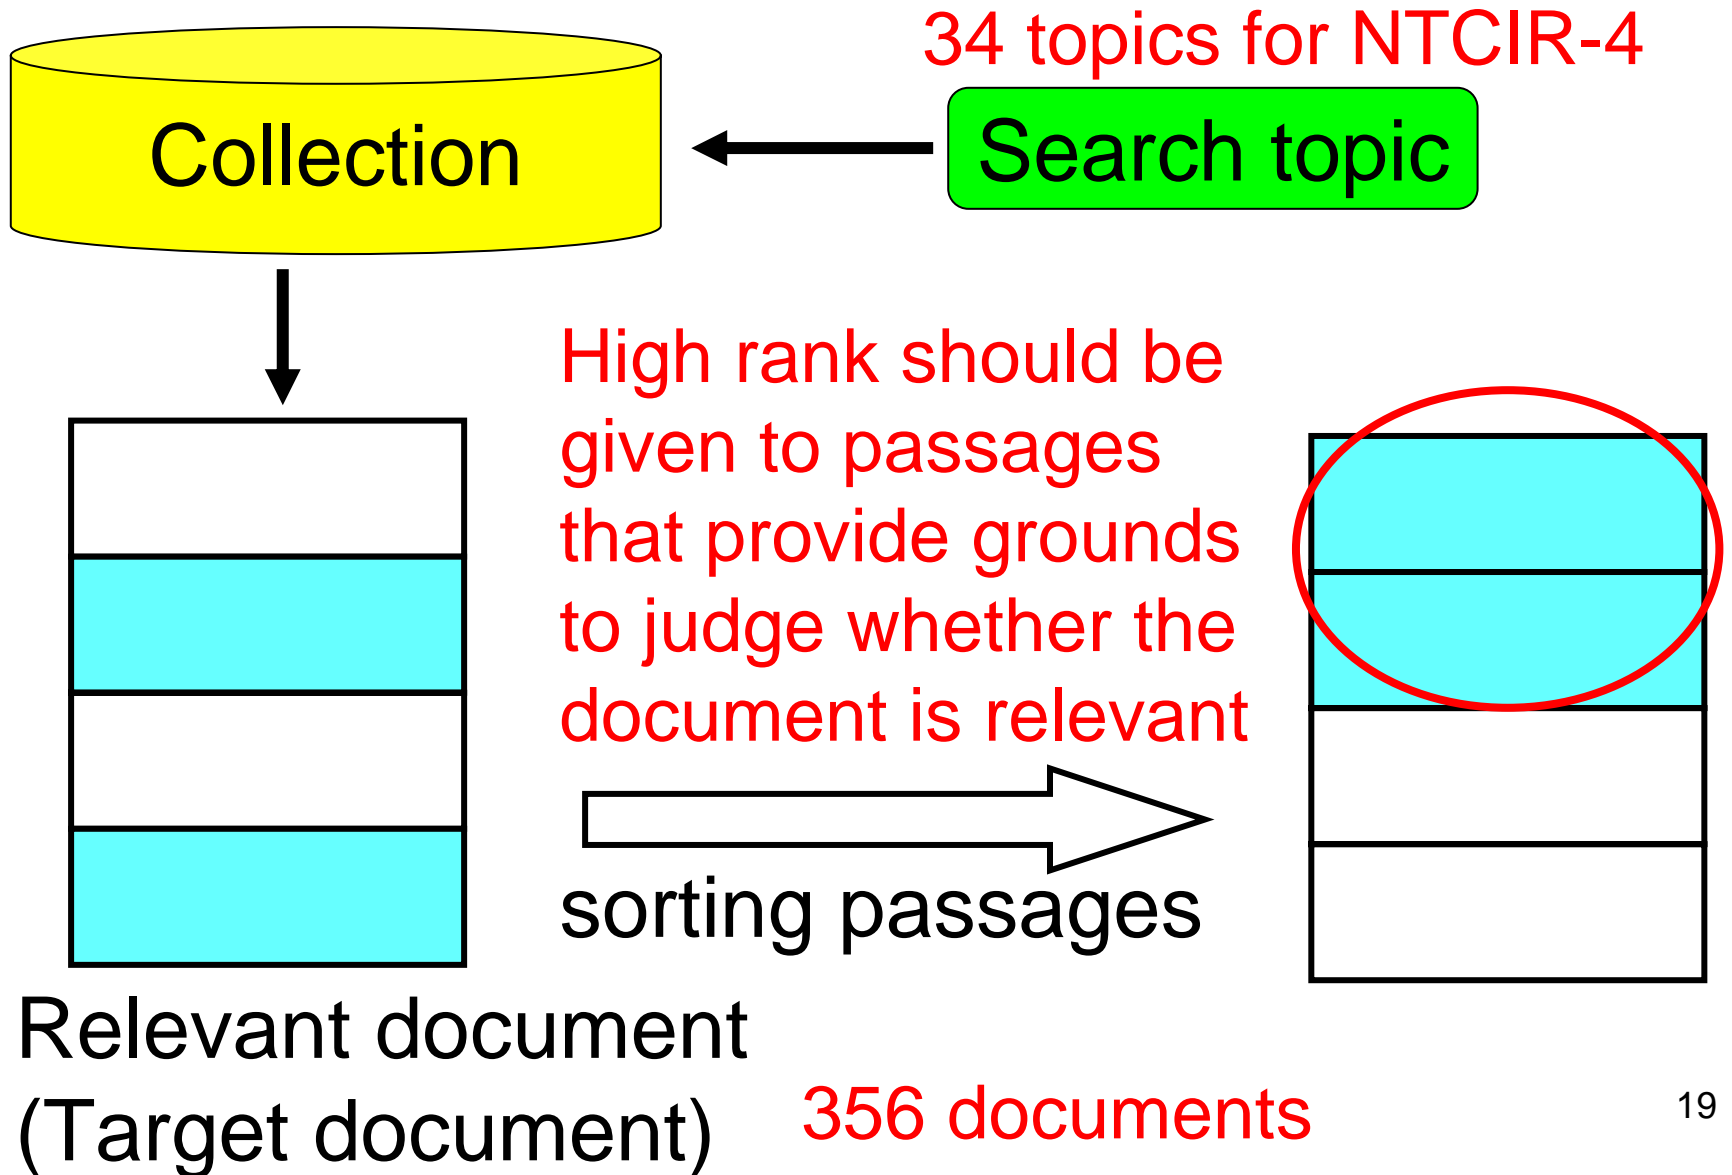 34 topics for NTCIR-4
Collection
Search topic
High rank should be
given to passages
that provide grounds
to judge whether the
document is relevant
sorting passages
Relevant document
(Target document)
356 documents
19